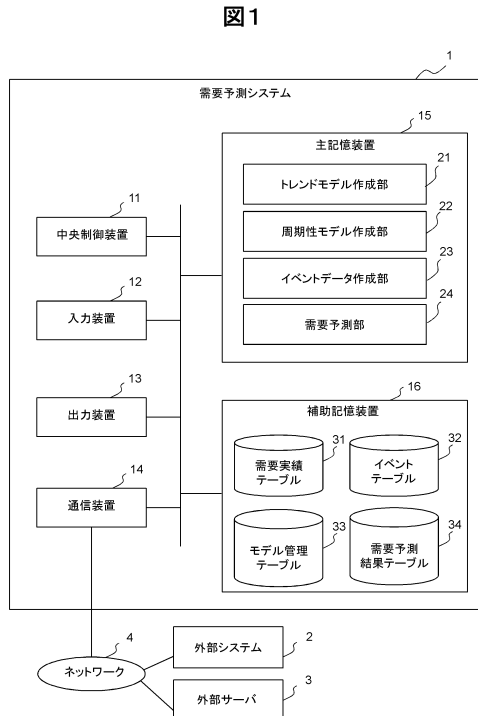 図1
1
需要予測システム
15
主記憶装置
21
トレンドモデル作成部
11
中央制御装置
22
周期性モデル作成部
23
イベントデータ作成部
12
入力装置
24
需要予測部
13
出力装置
16
補助記憶装置
31
需要実績
テーブル
32
イベント
テーブル
14
通信装置
33
モデル管理
テーブル
34
需要予測
結果テーブル
4
ネットワーク
2
外部システム
3
外部サーバ